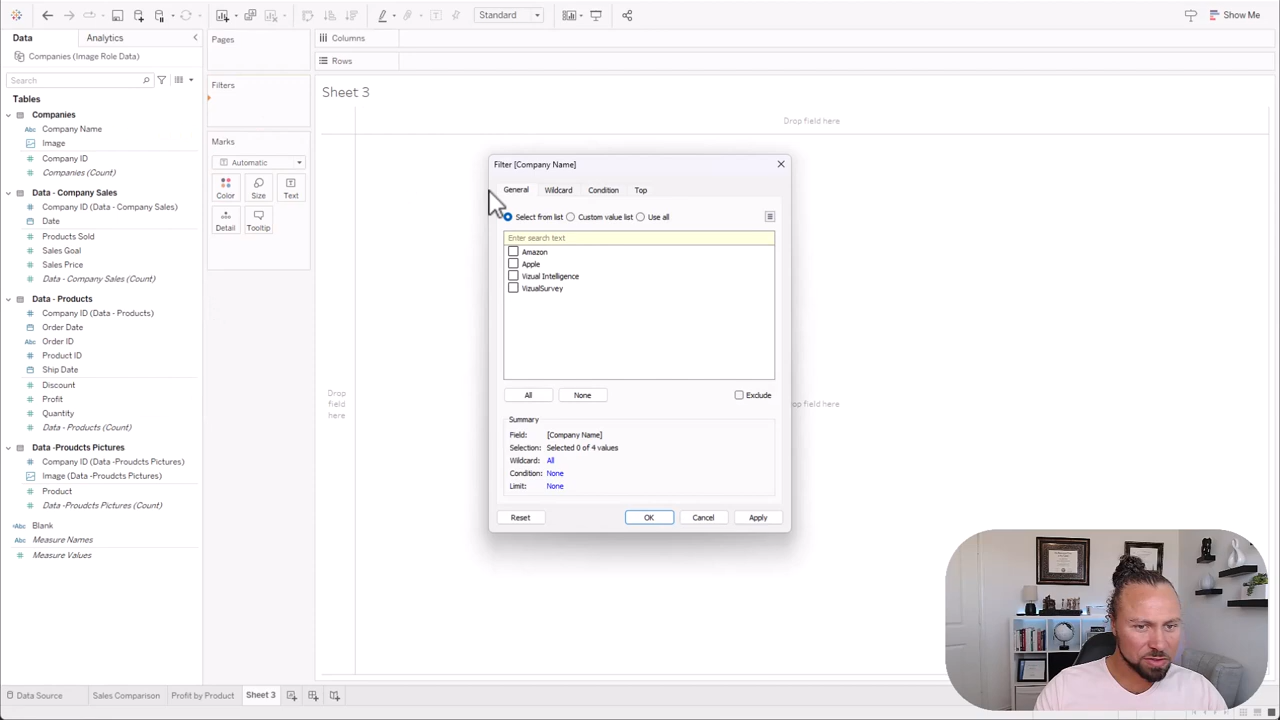 Standard
Show Me
Data
Analytics
Companies (Image Role Data)
Search
Tables
Companies
Abc Company Name
Image
Company ID
Companies (Count)
Data - Company Sales
Company ID (Data - Company Sales)
Date
Products Sold
Sales Goal
Sales Price
Data - Company Sales (Count)
Data - Products
Company ID (Data - Products)
Order Date
Abc Order ID
Product ID
Ship Date
Discount
Profit
Quantity
Data - Products (Count)
Data -Proudcts Pictures
Company ID (Data -Proudcts Pictures)
Image (Data -Proudcts Pictures)
Product
Data -Proudcts Pictures (Count)
Abc Blank
Abc Measure Names
Measure Values
Pages
Filters
Marks
Automatic
Color
Size
Text
Detail
Tooltip
Columns
Rows
Sheet 3
Drop field here
Drop
field
here
op field here
Filter [Company Name]
General
Wildcard
Condition
Top
Select from list
Custom value list
Use all
Enter search text
Amazon
Apple
Vizual Intelligence
VizualSurvey
All
None
Exclude
Summary
Field: [Company Name]
Selection: Selected 0 of 4 values
Wildcard: All
Condition: None
Limit: None
Reset
OK
Cancel
Apply
Data Source
Sales Comparison
Profit by Product
Sheet 3